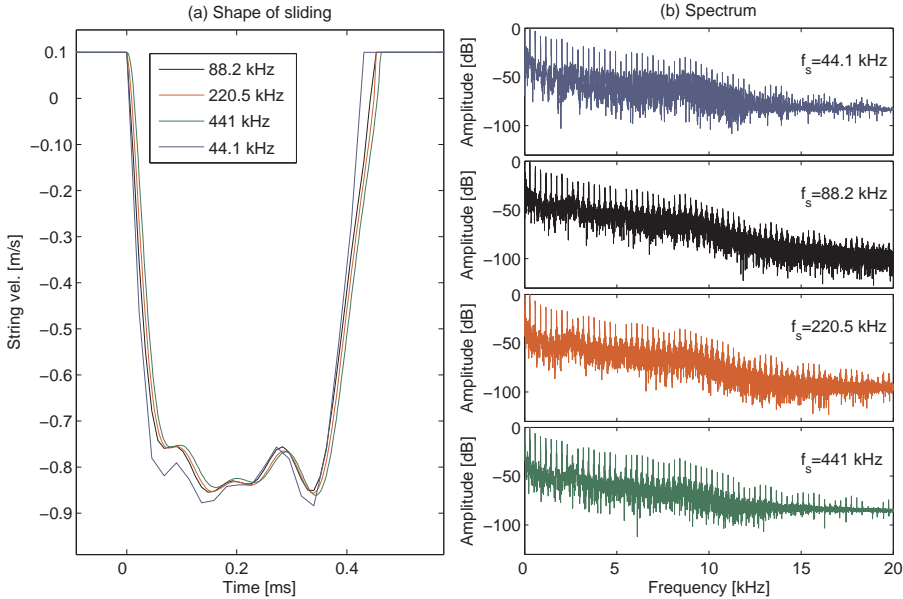 (a) Shape of sliding
0.1
0
−0.10
−0.2
−0.3
−0.4
−0.5
−0.6
−0.7
−0.8
−0.9
String vel. [m/s]
88.2 kHz
220.5 kHz
441 kHz
44.1 kHz
0
0.2
0.4
Time [ms]
(b) Spectrum
0
−50
−100
Amplitude [dB]
f_s=44.1 kHz
0
−50
−100
Amplitude [dB]
f_s=88.2 kHz
0
−50
−100
Amplitude [dB]
f_s=220.5 kHz
0
−50
−100
Amplitude [dB]
f_s=441 kHz
0
5
10
15
20
Frequency [kHz]